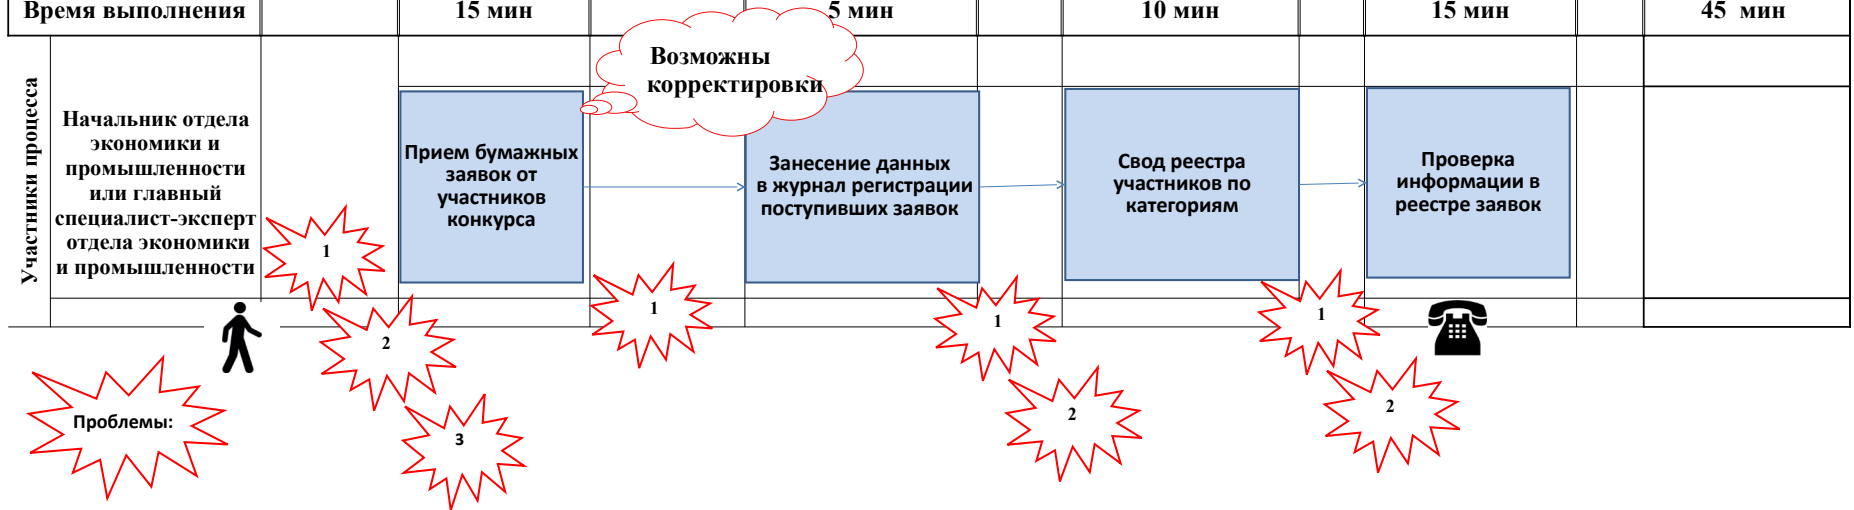 Время выполнения 15 мин 5 мин 10 мин 15 мин 45 мин
Возможны
корректировки
Участники процесса
Начальник отдела
экономики и
промышленности
или главный
специалист-эксперт
отдела экономики
и промышленности
Прием бумажных
заявок от
участников
конкурса
Занесение данных
в журнал регистрации
поступивших заявок
Свод реестра
участников по
категориям
Проверка
информации в
реестре заявок
1
2
3
1
1
2
1
2
Проблемы: